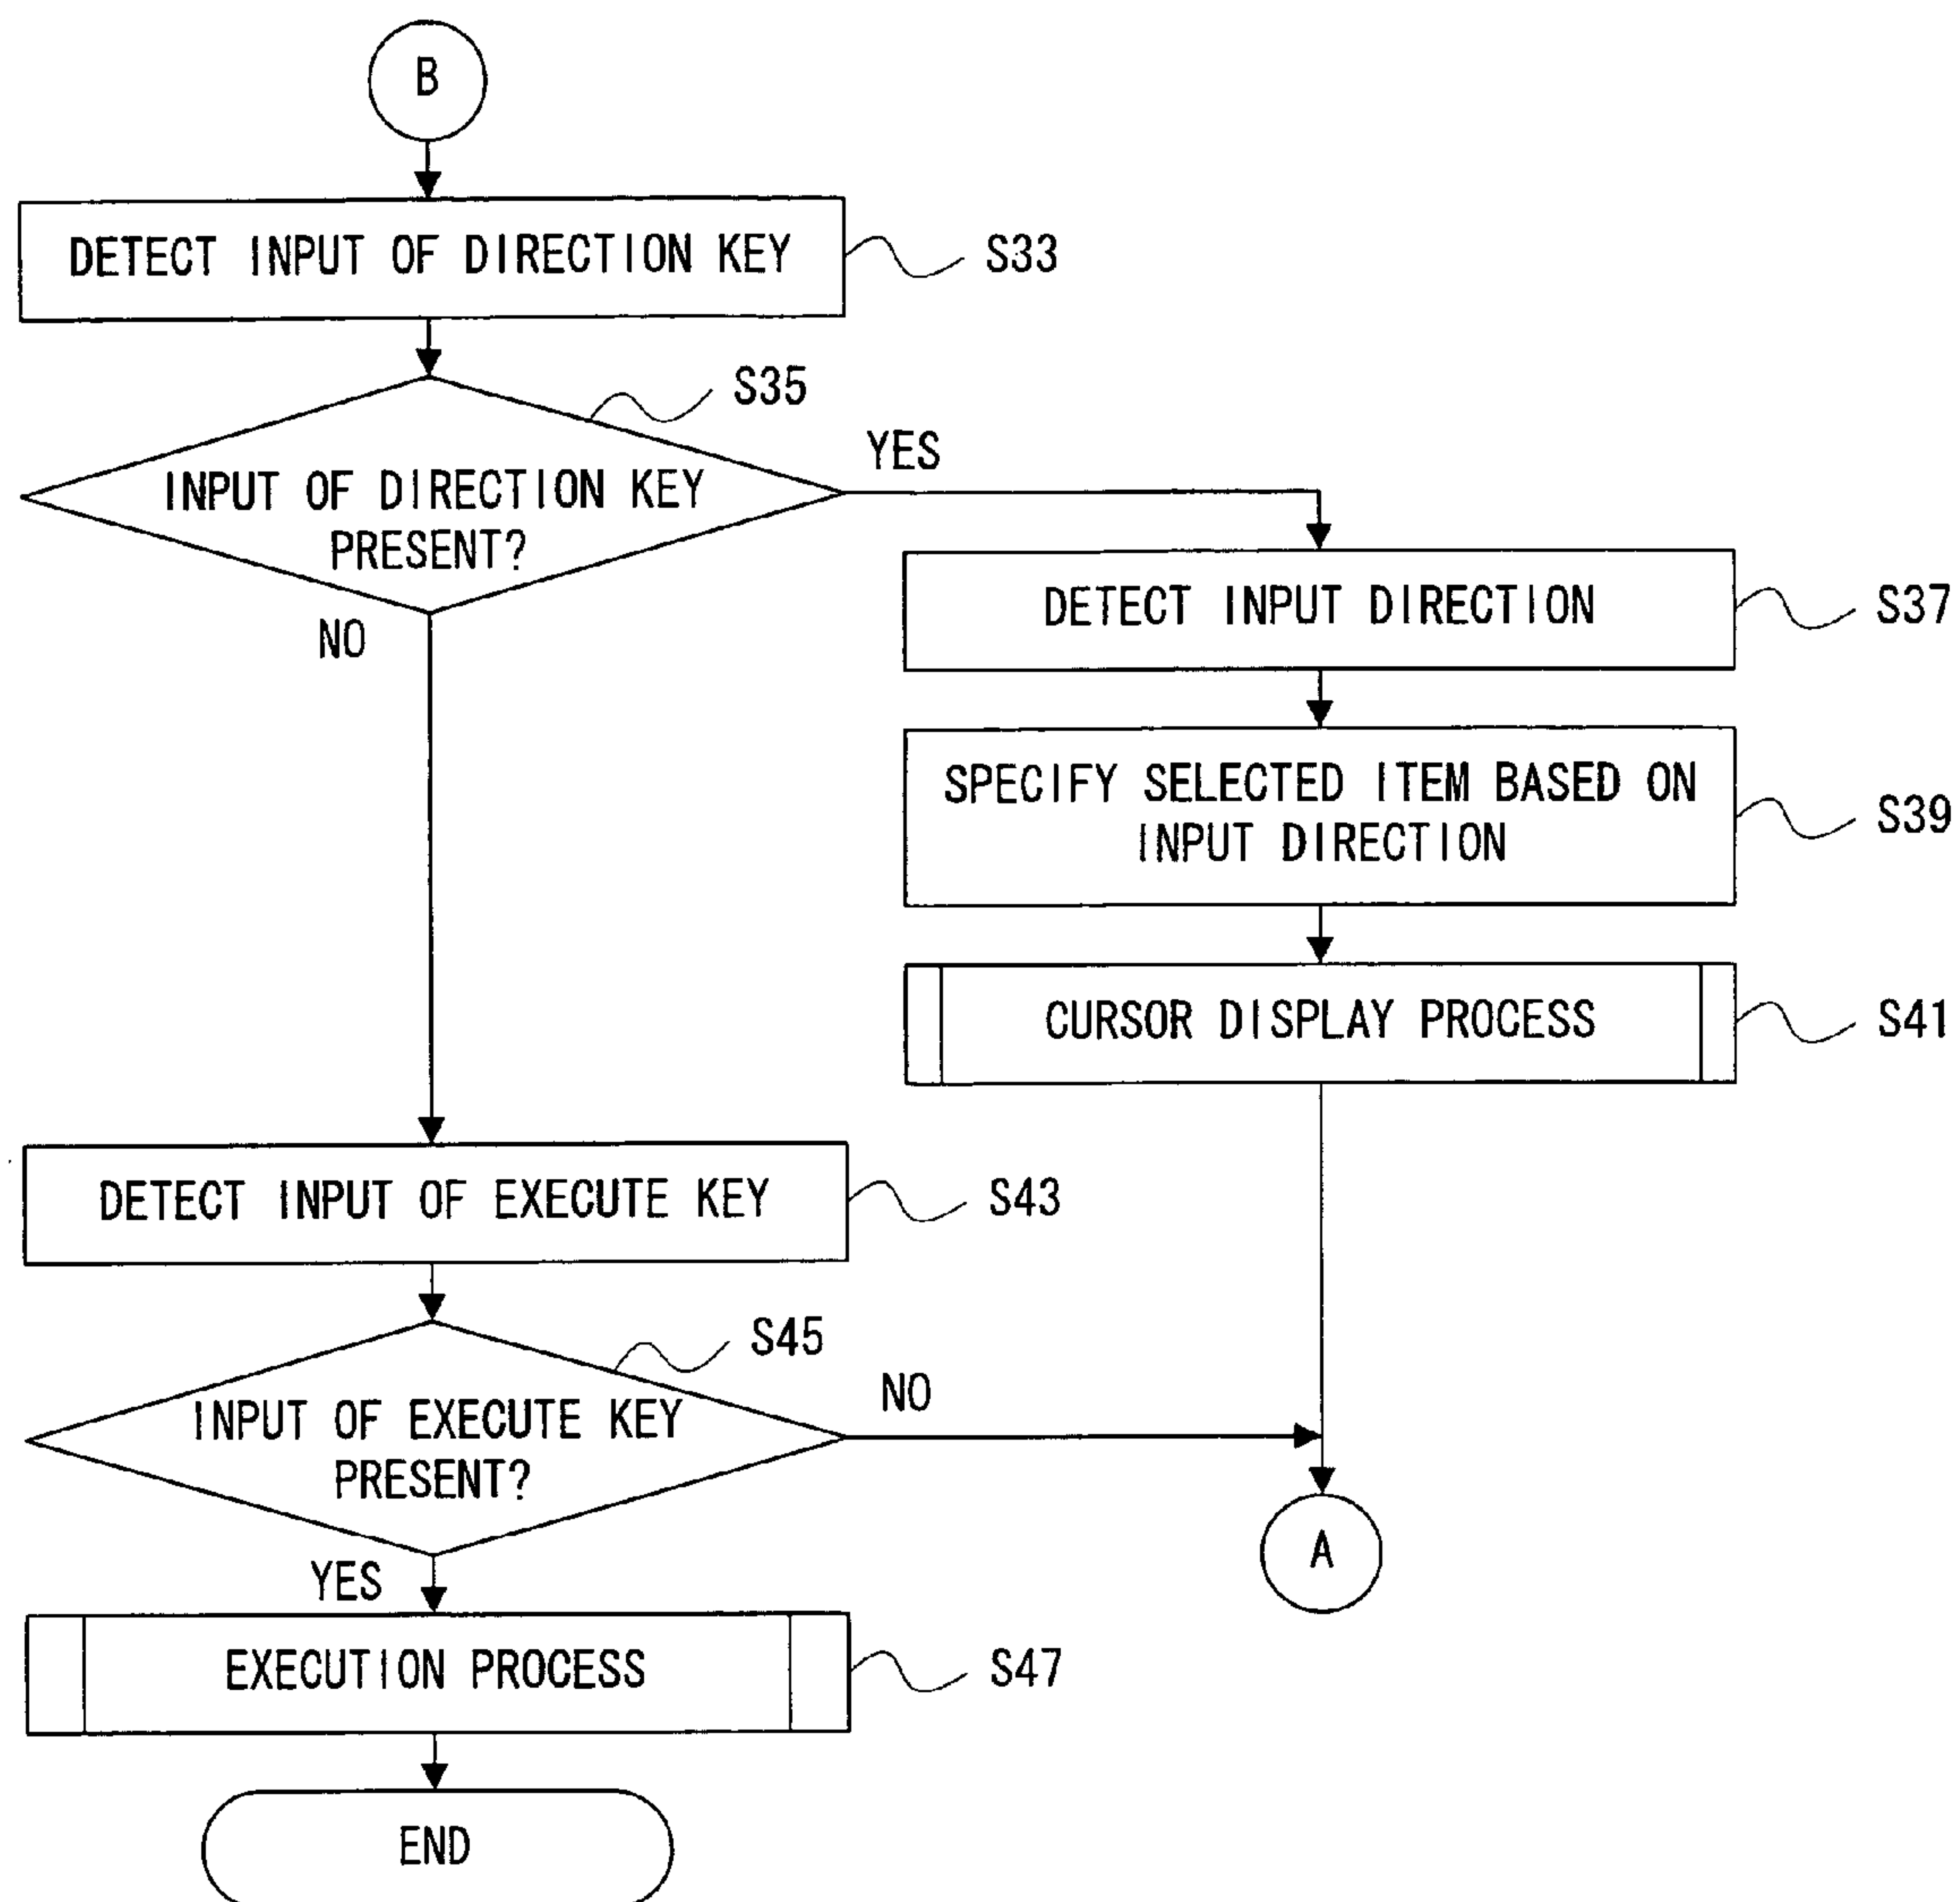 B
DETECT INPUT OF DIRECTION KEY
S33
S35
INPUT OF DIRECTION KEY
PRESENT?
YES
NO
DETECT INPUT DIRECTION
S37
SPECIFY SELECTED ITEM BASED ON
INPUT DIRECTION
S39
CURSOR DISPLAY PROCESS
S41
DETECT INPUT OF EXECUTE KEY
S43
S45
INPUT OF EXECUTE KEY
PRESENT?
NO
YES
A
EXECUTION PROCESS
S47
END